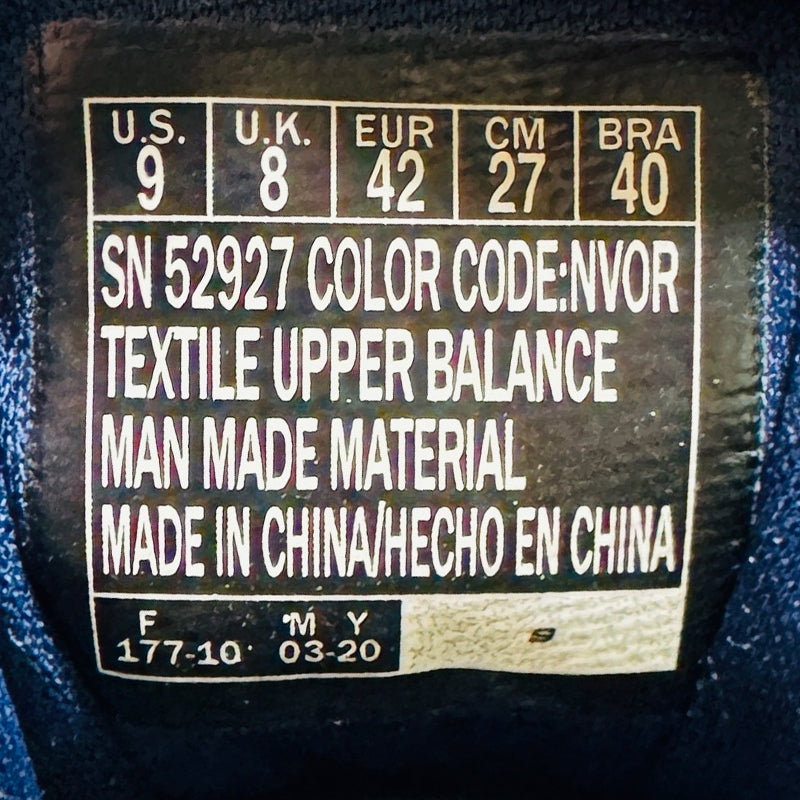 U.S. U.K. EUR CM BRA
9 8 42 27 40
SN 52927 COLOR CODE:NVOR
TEXTILE UPPER BALANCE
MAN MADE MATERIAL
MADE IN CHINA/HECHO EN CHINA
F M Y
177-10 03-20
S